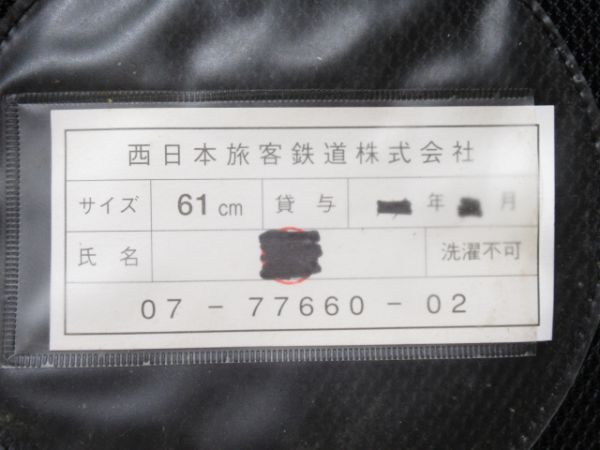 西日本旅客鉄道株式会社
サイズ 61cm 貸与 年 月
氏名 洗濯不可
07-77660-02